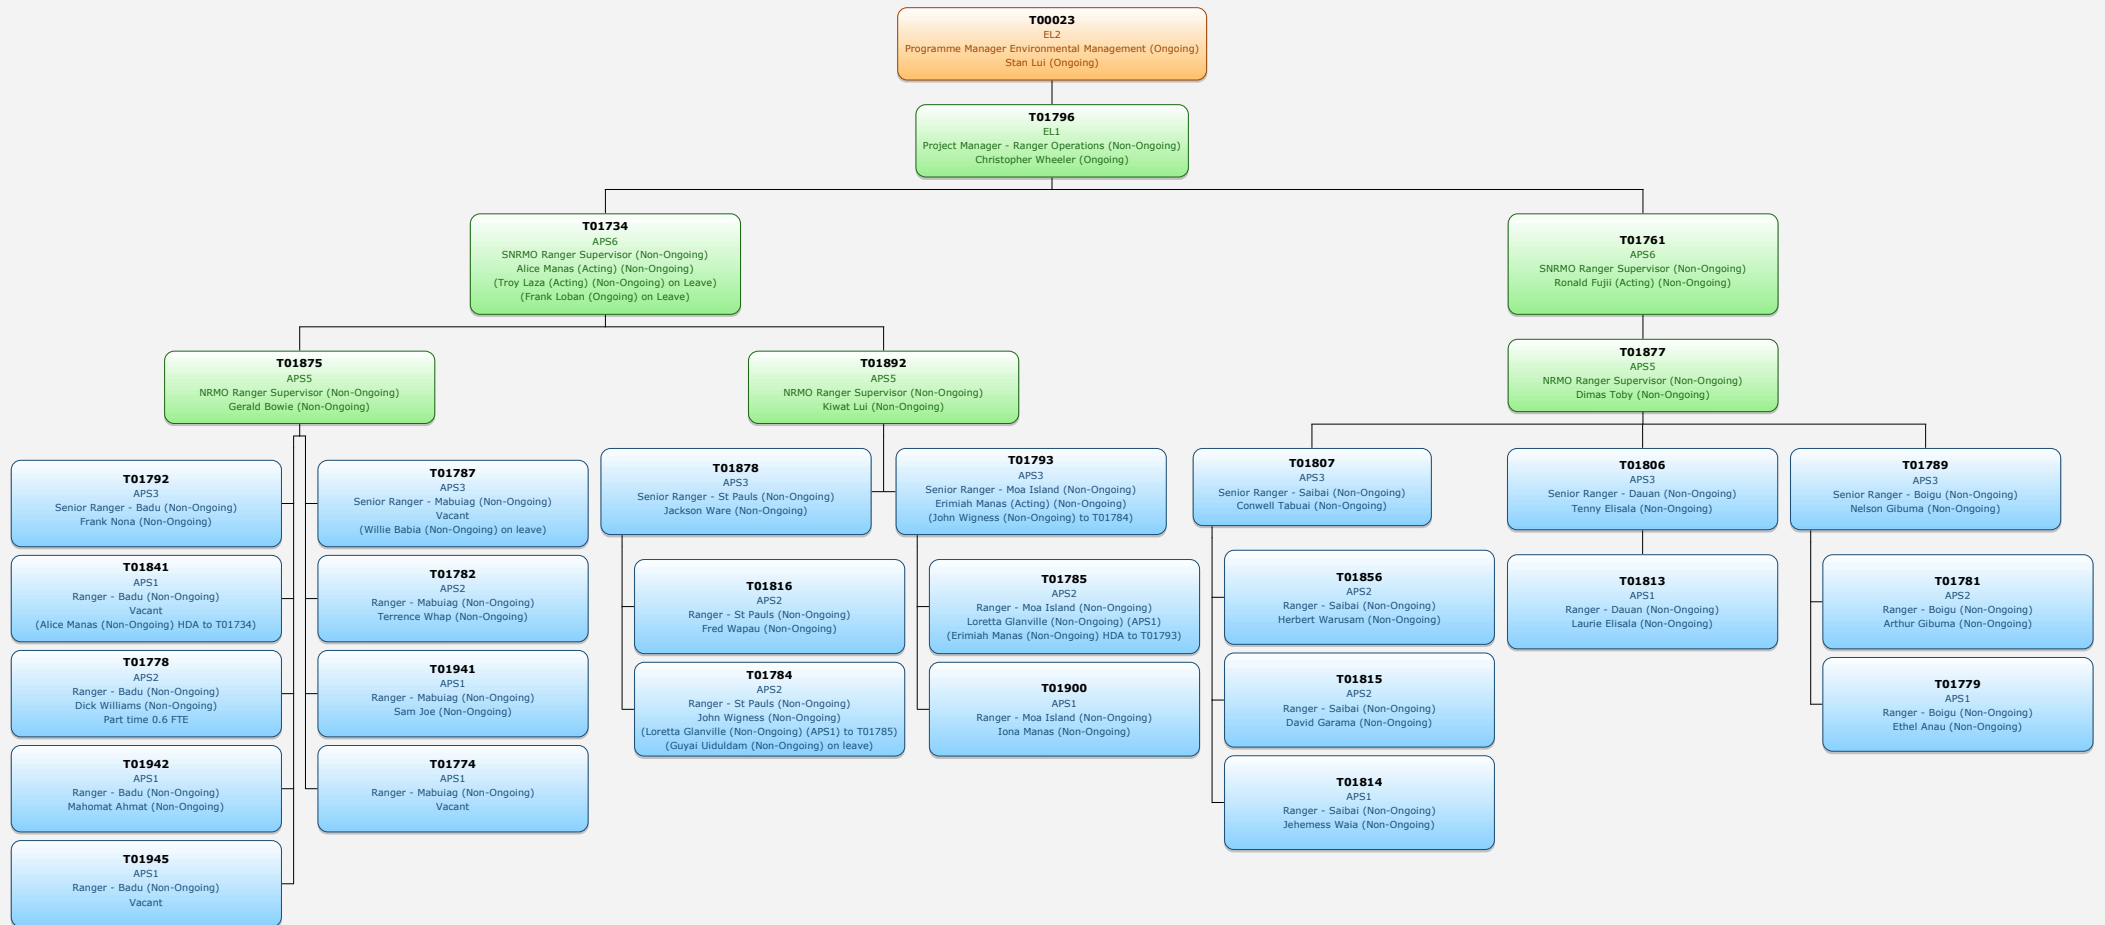 T00023
EL2
Programme Manager Environmental Management (Ongoing)
Stan Lui (Ongoing)
T01796
EL1
Project Manager - Ranger Operations (Non-Ongoing)
Christopher Wheeler (Ongoing)
T01734
APS6
SNRMO Ranger Supervisor (Non-Ongoing)
Alice Manas (Acting) (Non-Ongoing)
(Troy Laza (Acting) (Non-Ongoing) on Leave)
(Frank Loban (Ongoing) on Leave)
T01761
APS6
SNRMO Ranger Supervisor (Non-Ongoing)
Ronald Fujii (Acting) (Non-Ongoing)
T01875
APS5
NRMO Ranger Supervisor (Non-Ongoing)
Gerald Bowie (Non-Ongoing)
T01892
APS5
NRMO Ranger Supervisor (Non-Ongoing)
Kiwat Lui (Non-Ongoing)
T01877
APS5
NRMO Ranger Supervisor (Non-Ongoing)
Dimas Toby (Non-Ongoing)
T01792
APS3
Senior Ranger - Badu (Non-Ongoing)
Frank Nona (Non-Ongoing)
T01841
APS1
Ranger - Badu (Non-Ongoing)
Vacant
(Alice Manas (Non-Ongoing) HDA to T01734)
T01778
APS2
Ranger - Badu (Non-Ongoing)
Dick Williams (Non-Ongoing)
Part time 0.6 FTE
T01942
APS1
Ranger - Badu (Non-Ongoing)
Mahomat Ahmat (Non-Ongoing)
T01945
APS1
Ranger - Badu (Non-Ongoing)
Vacant
T01787
APS3
Senior Ranger - Mabuiag (Non-Ongoing)
Vacant
(Willie Babia (Non-Ongoing) on leave)
T01782
APS2
Ranger - Mabuiag (Non-Ongoing)
Terrence Whap (Non-Ongoing)
T01941
APS1
Ranger - Mabuiag (Non-Ongoing)
Sam Joe (Non-Ongoing)
T01774
APS1
Ranger - Mabuiag (Non-Ongoing)
Vacant
T01878
APS3
Senior Ranger - St Pauls (Non-Ongoing)
Jackson Ware (Non-Ongoing)
T01816
APS2
Ranger - St Pauls (Non-Ongoing)
Fred Wapau (Non-Ongoing)
T01784
APS2
Ranger - St Pauls (Non-Ongoing)
John Wigness (Non-Ongoing)
(Loretta Glanville (Non-Ongoing) (APS1) to T01785)
(Guyai Uiduldam (Non-Ongoing) on leave)
T01793
APS3
Senior Ranger - Moa Island (Non-Ongoing)
Erimiah Manas (Acting) (Non-Ongoing)
(John Wigness (Non-Ongoing) to T01784)
T01785
APS2
Ranger - Moa Island (Non-Ongoing)
Loretta Glanville (Non-Ongoing) (APS1)
(Erimiah Manas (Non-Ongoing) HDA to T01793)
T01900
APS1
Ranger - Moa Island (Non-Ongoing)
Iona Manas (Non-Ongoing)
T01807
APS3
Senior Ranger - Saibai (Non-Ongoing)
Conwell Tabuai (Non-Ongoing)
T01856
APS2
Ranger - Saibai (Non-Ongoing)
Herbert Warusam (Non-Ongoing)
T01815
APS2
Ranger - Saibai (Non-Ongoing)
David Garama (Non-Ongoing)
T01814
APS1
Ranger - Saibai (Non-Ongoing)
Jehemess Waia (Non-Ongoing)
T01806
APS3
Senior Ranger - Dauan (Non-Ongoing)
Tenny Elisala (Non-Ongoing)
T01813
APS1
Ranger - Dauan (Non-Ongoing)
Laurie Elisala (Non-Ongoing)
T01789
APS3
Senior Ranger - Boigu (Non-Ongoing)
Nelson Gibuma (Non-Ongoing)
T01781
APS2
Ranger - Boigu (Non-Ongoing)
Arthur Gibuma (Non-Ongoing)
T01779
APS1
Ranger - Boigu (Non-Ongoing)
Ethel Anau (Non-Ongoing)